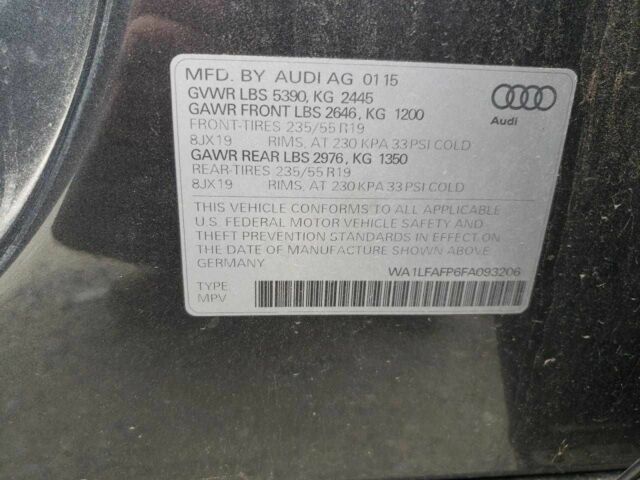 MFD. BY AUDI AG 01 15
GVWR LBS 5390, KG 2445
GAWR FRONT LBS 2646, KG 1200
FRONT-TIRES 235/55 R19
8JX19 RIMS, AT 230 KPA 33 PSI COLD
GAWR REAR LBS 2976, KG 1350
REAR-TIRES 235/55 R19
8JX19 RIMS, AT 230 KPA 33 PSI COLD
Audi
THIS VEHICLE CONFORMS TO ALL APPLICABLE
U.S. FEDERAL MOTOR VEHICLE SAFETY AND
THEFT PREVENTION STANDARDS IN EFFECT ON
THE DATE OF MANUFACTURE SHOWN ABOVE
GERMANY
WA1LFAFP6FA093206
TYPE
MPV